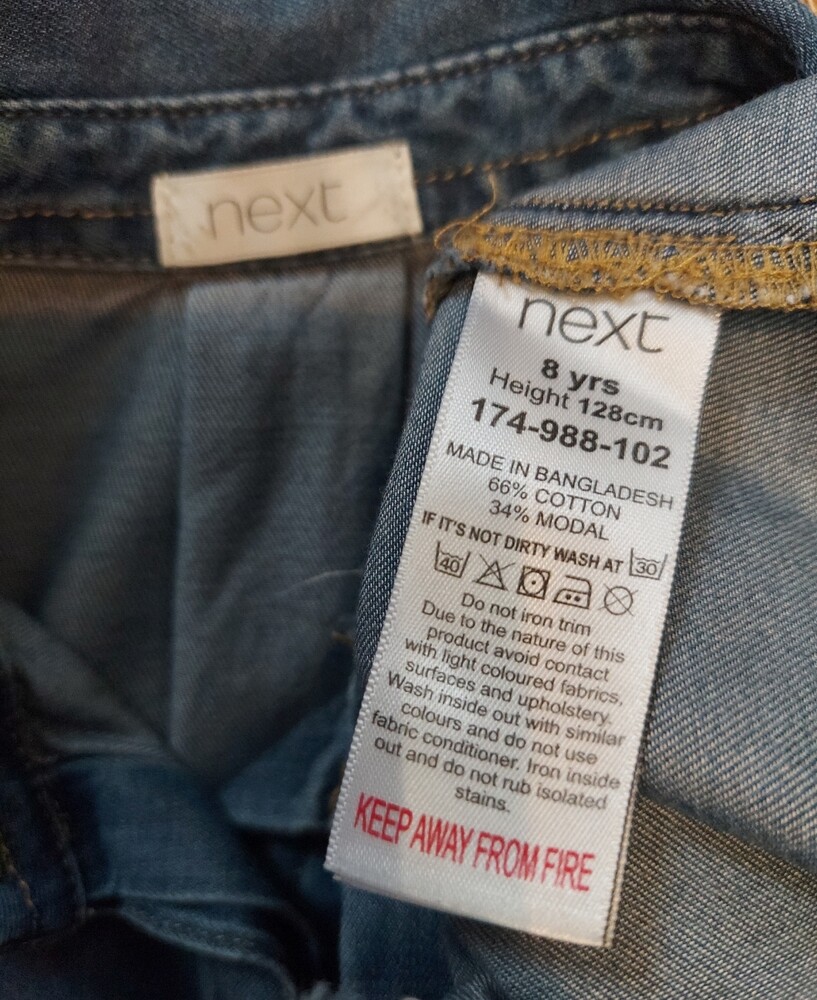 next
next
8 yrs
Height 128cm
174-988-102
MADE IN BANGLADESH
66% COTTON
34% MODAL
IF IT'S NOT DIRTY WASH AT 30
40
Do not iron trim
Due to the nature of this
product avoid contact
with light coloured fabrics,
surfaces and upholstery.
Wash inside out with similar
colours and do not use
fabric conditioner. Iron inside
out and do not rub isolated
stains.
KEEP AWAY FROM FIRE